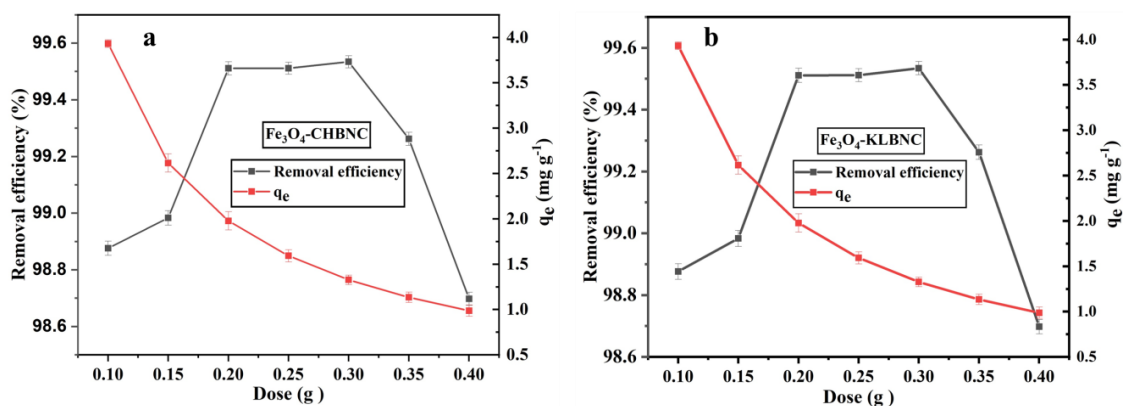 a
Removal efficiency (%)
99.6
99.4
99.2
99.0
98.8
98.6
Fe₃O₄-CHBNC
Removal efficiency
qₑ
4.0
3.5
3.0
2.5
2.0
1.5
1.0
0.5
qₑ (mg g⁻¹)
0.10 0.15 0.20 0.25 0.30 0.35 0.40
Dose (g )
b
Removal efficiency (%)
99.6
99.4
99.2
99.0
98.8
98.6
Fe₃O₄-KLBNC
Removal efficiency
qₑ
4.0
3.5
3.0
2.5
2.0
1.5
1.0
0.5
qₑ (mg g⁻¹)
0.10 0.15 0.20 0.25 0.30 0.35 0.40
Dose (g )